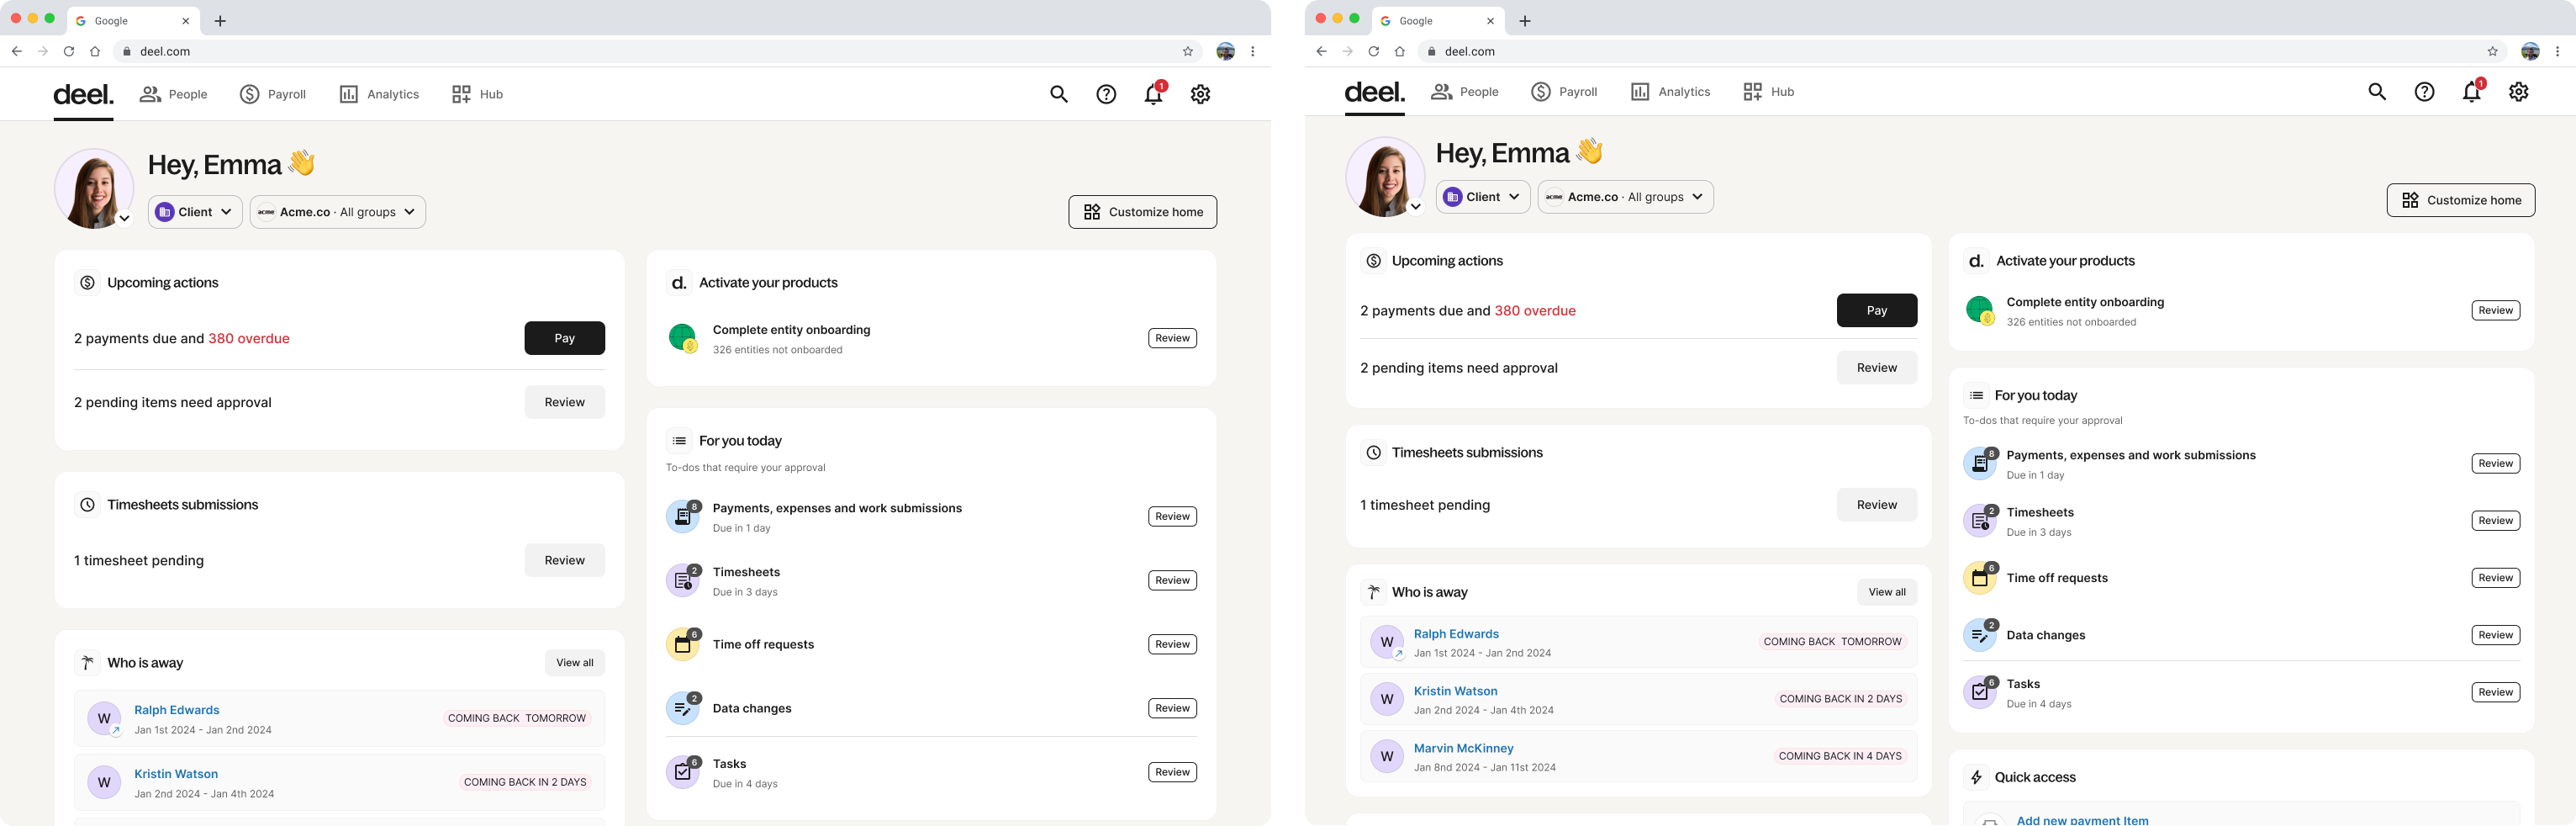 Google
deel.com
deel.
People
Payroll
Analytics
Hub
1
Hey, Emma 👋
Client
acme
Acme.co · All groups
Customize home
Upcoming actions
2 payments due and 380 overdue
Pay
2 pending items need approval
Review
Timesheets submissions
1 timesheet pending
Review
Who is away
View all
W
Ralph Edwards
Jan 1st 2024 - Jan 2nd 2024
COMING BACK TOMORROW
W
Kristin Watson
Jan 2nd 2024 - Jan 4th 2024
COMING BACK IN 2 DAYS
d.
Activate your products
Complete entity onboarding
326 entities not onboarded
Review
For you today
To-dos that require your approval
8
Payments, expenses and work submissions
Due in 1 day
Review
2
Timesheets
Due in 3 days
Review
6
Time off requests
Review
2
Data changes
Review
6
Tasks
Due in 4 days
Review
Google
deel.com
deel.
People
Payroll
Analytics
Hub
1
Hey, Emma 👋
Client
acme
Acme.co · All groups
Customize home
Upcoming actions
2 payments due and 380 overdue
Pay
2 pending items need approval
Review
Timesheets submissions
1 timesheet pending
Review
Who is away
View all
W
Ralph Edwards
Jan 1st 2024 - Jan 2nd 2024
COMING BACK TOMORROW
W
Kristin Watson
Jan 2nd 2024 - Jan 4th 2024
COMING BACK IN 2 DAYS
W
Marvin McKinney
Jan 8nd 2024 - Jan 11st 2024
COMING BACK IN 4 DAYS
d.
Activate your products
Complete entity onboarding
326 entities not onboarded
Review
For you today
To-dos that require your approval
8
Payments, expenses and work submissions
Due in 1 day
Review
2
Timesheets
Due in 3 days
Review
6
Time off requests
Review
2
Data changes
Review
6
Tasks
Due in 4 days
Review
Quick access
Add new payment Item